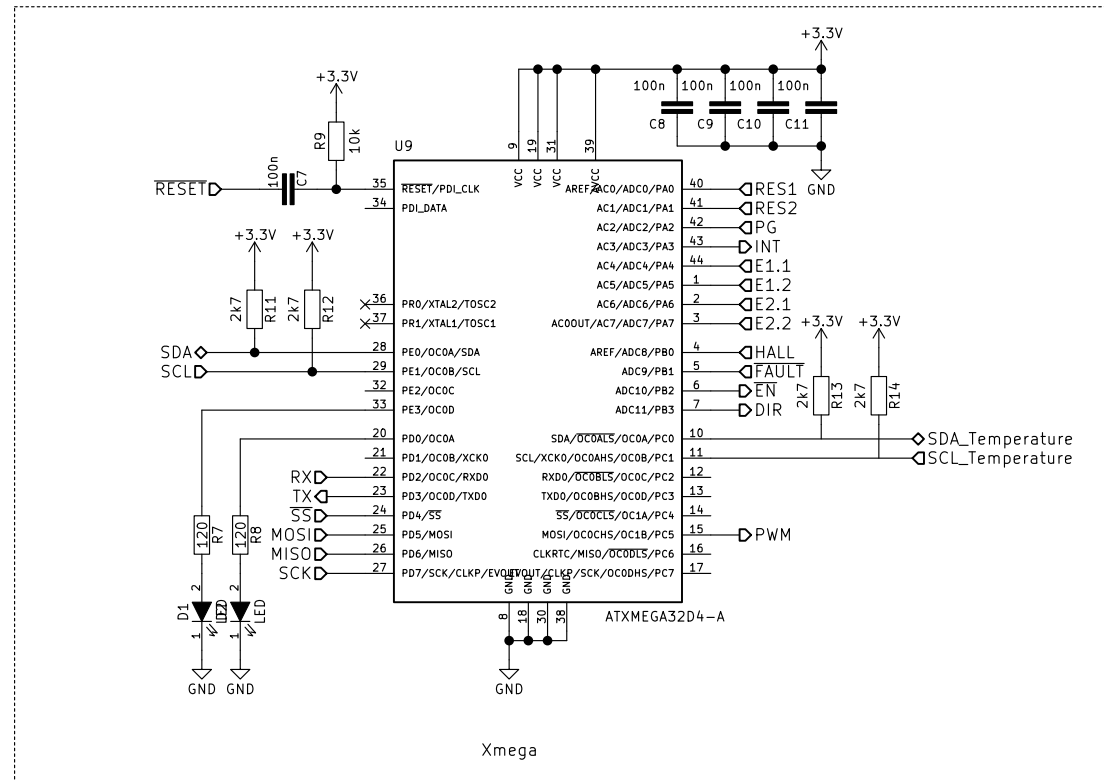 +3.3V
+3.3V
100n 100n 100n 100n
C8 C9 C10 C11
GND
R9
10k
U9
100n
C7
RESET
9 19 31 39
VCC VCC VCC VCC
35 RESET/PDI_CLK
34 PDI_DATA
+3.3V +3.3V
2k7 R11 2k7 R12
36 PR0/XTAL2/TOSC2
37 PR1/XTAL1/TOSC1
SDA 28 PE0/OC0A/SDA
SCL 29 PE1/OC0B/SCL
32 PE2/OC0C
33 PE3/OC0D
20 PD0/OC0A
21 PD1/OC0B/XCK0
RX 22 PD2/OC0C/RXD0
TX 23 PD3/OC0D/TXD0
SS 24 PD4/SS
MOSI 25 PD5/MOSI
MISO 26 PD6/MISO
SCK 27 PD7/SCK/CLKP/EVOUT
AREF/AC0/ADC0/PA0 40 RES1
AC1/ADC1/PA1 41 RES2
AC2/ADC2/PA2 42 PG
AC3/ADC3/PA3 43 INT
AC4/ADC4/PA4 44 E1.1
AC5/ADC5/PA5 1 E1.2
AC6/ADC6/PA6 2 E2.1
AC0OUT/AC7/ADC7/PA7 3 E2.2
AREF/ADC8/PB0 4 HALL
ADC9/PB1 5 FAULT
ADC10/PB2 6 EN
ADC11/PB3 7 DIR
+3.3V +3.3V
2k7 R13 2k7 R14
SDA/OC0ALS/OC0A/PC0 10 SDA_Temperature
SCL/XCK0/OC0AHS/OC0B/PC1 11 SCL_Temperature
RXD0/OC0BLS/OC0C/PC2 12
TXD0/OC0BHS/OC0D/PC3 13
SS/OC0CLS/OC1A/PC4 14
MOSI/OC0CHS/OC1B/PC5 15 PWM
CLKRTC/MISO/OC0DLS/PC6 16
EVOUT/CLKP/SCK/OC0DHS/PC7 17
120 R7 120 R8
2 2
D1 LED
1 1
GND GND
GND GND GND GND
8 18 30 38
GND
ATXMEGA32D4-A
Xmega